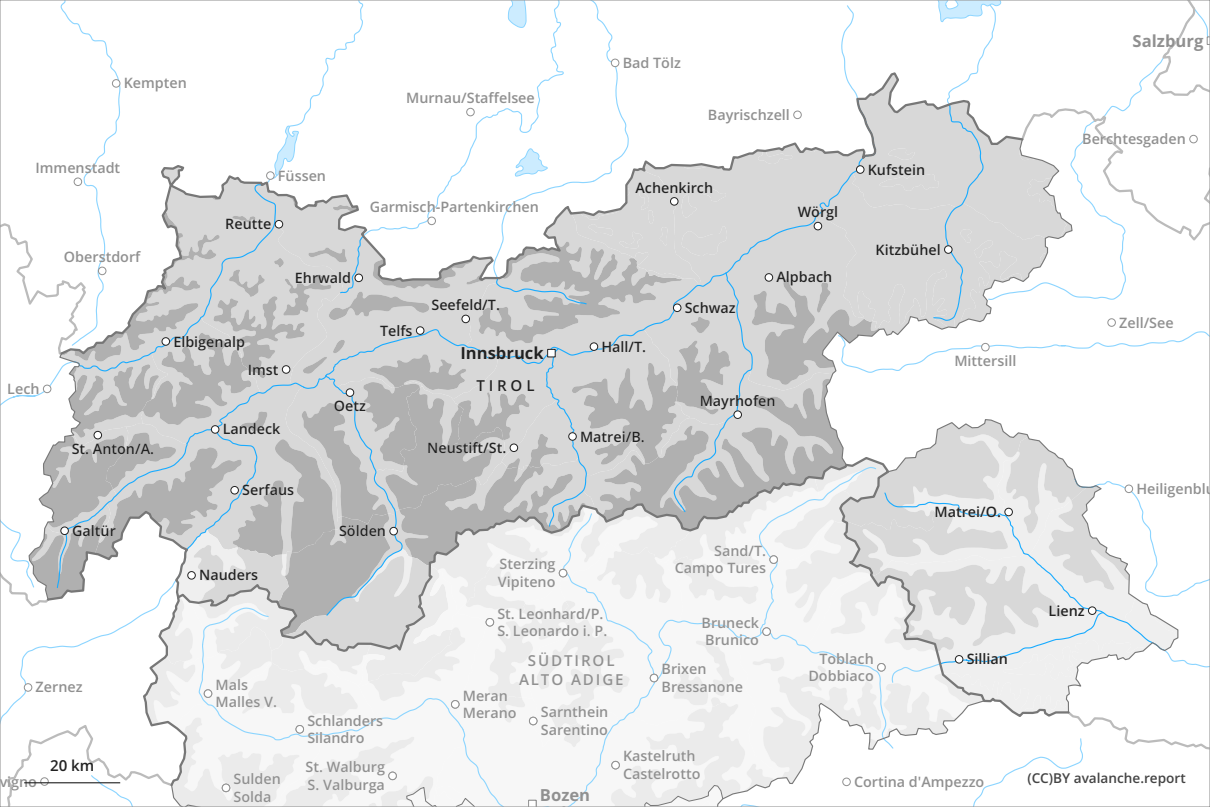 Salzburg
Kempten
Bad Tölz
Murnau/Staffelsee
Bayrischzell
Berchtesgaden
Immenstadt
Füssen
Kufstein
Achenkirch
Garmisch-Partenkirchen
Wörgl
Reutte
Kitzbühel
Oberstdorf
Ehrwald
Alpbach
Seefeld/T.
Schwaz
Telfs
Zell/See
Elbigenalp
Innsbruck
Hall/T.
Mittersill
Imst
TIROL
Lech
Oetz
Mayrhofen
Landeck
Matrei/B.
St. Anton/A.
Neustift/St.
Serfaus
Heiligenblu
Matrei/O.
Galtür
Sölden
Sand/T.
Campo Tures
Sterzing
Vipiteno
Nauders
St. Leonhard/P.
S. Leonardo i. P.
Lienz
Bruneck
Brunico
SÜDTIROL
ALTO ADIGE
Toblach
Dobbiaco
Sillian
Brixen
Bressanone
Zernez
Mals
Malles V.
Meran
Merano
Sarnthein
Sarentino
Schlanders
Silandro
Kastelruth
Castelrotto
St. Walburg
S. Valburga
20 km
vigno
Sulden
Solda
Cortina d'Ampezzo
(CC)BY avalanche.report
Bozen